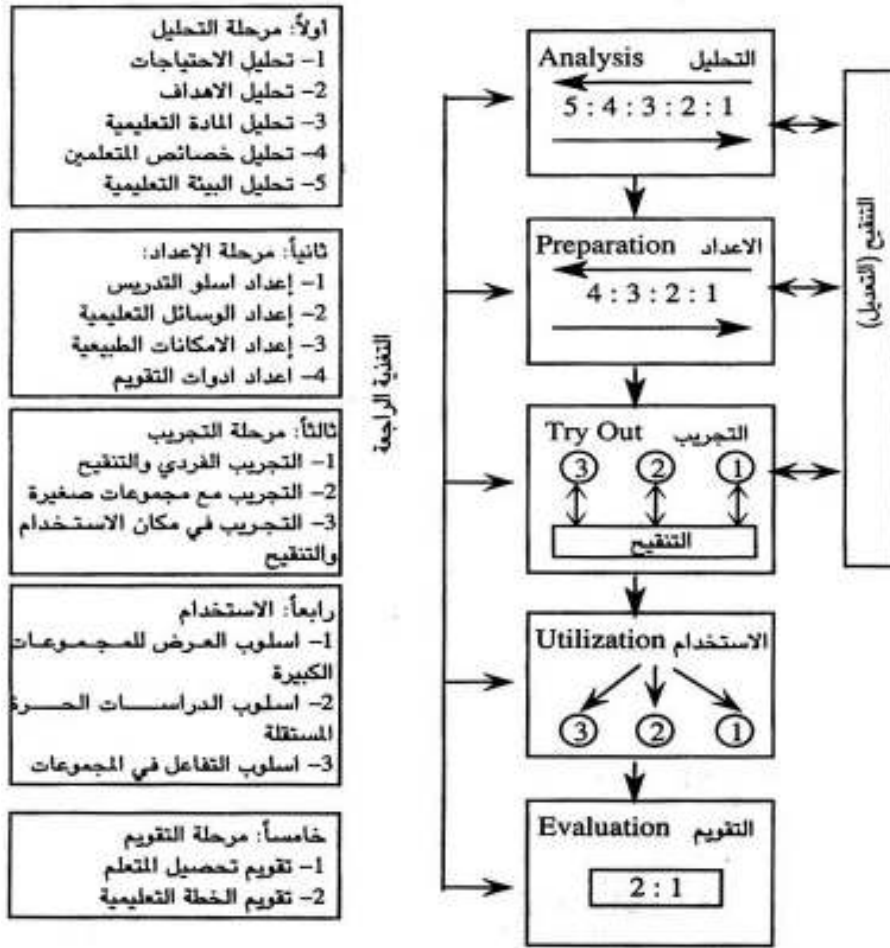 أولاً: مرحلة التحليل
1- تحليل الاحتياجات
2- تحليل الاهداف
3- تحليل المادة التعليمية
4- تحليل خصائص المتعلمين
5- تحليل البيئة التعليمية
ثانياً: مرحلة الإعداد:
1- إعداد اسلو التدريس
2- إعداد الوسائل التعليمية
3- إعداد الامكانات الطبيعية
4- اعداد ادوات التقويم
ثالثاً: مرحلة التجريب
1- التجريب الفردي والتنقيح
2- التجريب مع مجموعات صغيرة
3- التجريب في مكان الاستخدام
والتنقيح
رابعاً: الاستخدام
1- اسلوب العرض للمجموعات
الكبيرة
2- اسلوب الدراسات الحرة
المستقلة
3- اسلوب التفاعل في المجموعات
خامساً: مرحلة التقويم
1- تقويم تحصيل المتعلم
2- تقويم الخطة التعليمية
التغذية الراجعة
التحليل Analysis
5 : 4 : 3 : 2 : 1
الاعداد Preparation
4 : 3 : 2 : 1
التجريب Try Out
3 2 1
التنقيح
الاستخدام Utilization
3 2 1
التقويم Evaluation
2 : 1
التنقيح (التعديل)